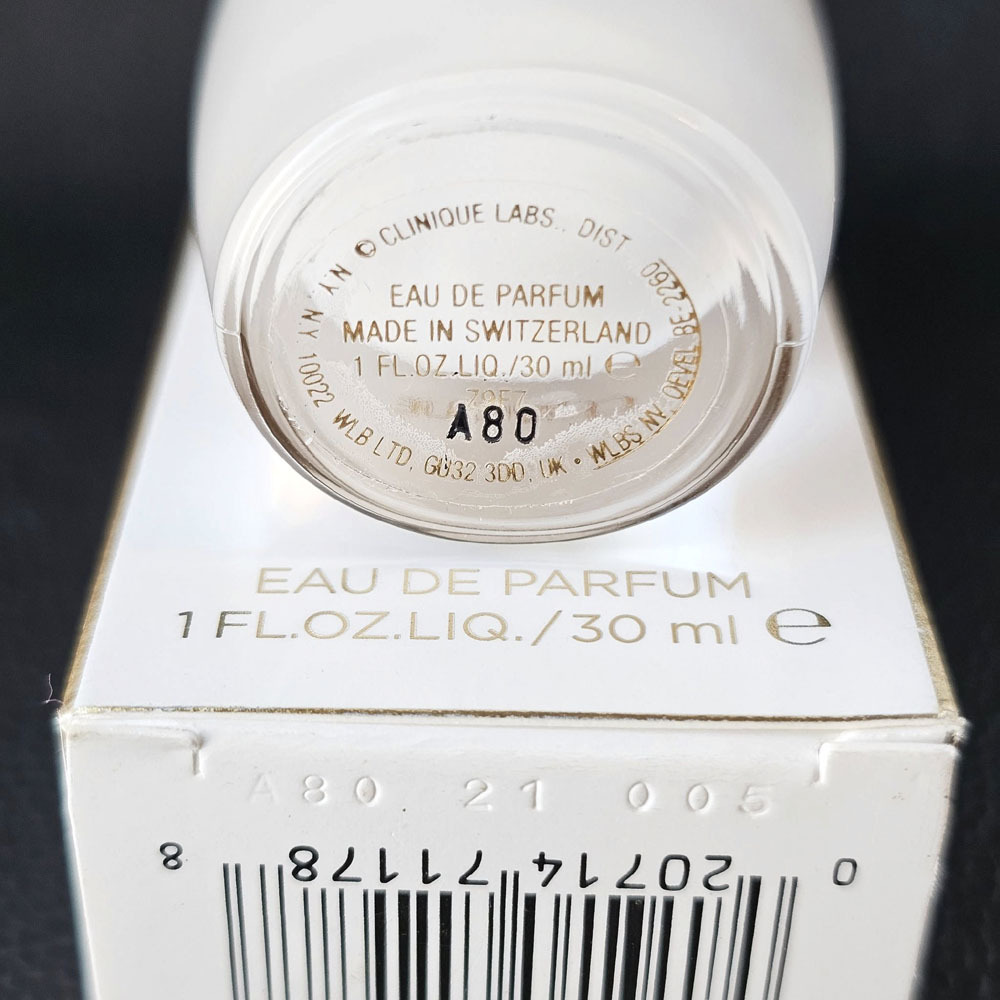 © CLINIQUE LABS., DIST
N.Y. N.Y 10022 WLB LTD, GU32 3DD, UK • WLBS NV, OEVEL BE-2260
EAU DE PARFUM
MADE IN SWITZERLAND
1 FL.OZ.LIQ./30 ml ℮
A80
EAU DE PARFUM
1 FL.OZ.LIQ./30 ml ℮
A80 21 005
0 20714 71178 8